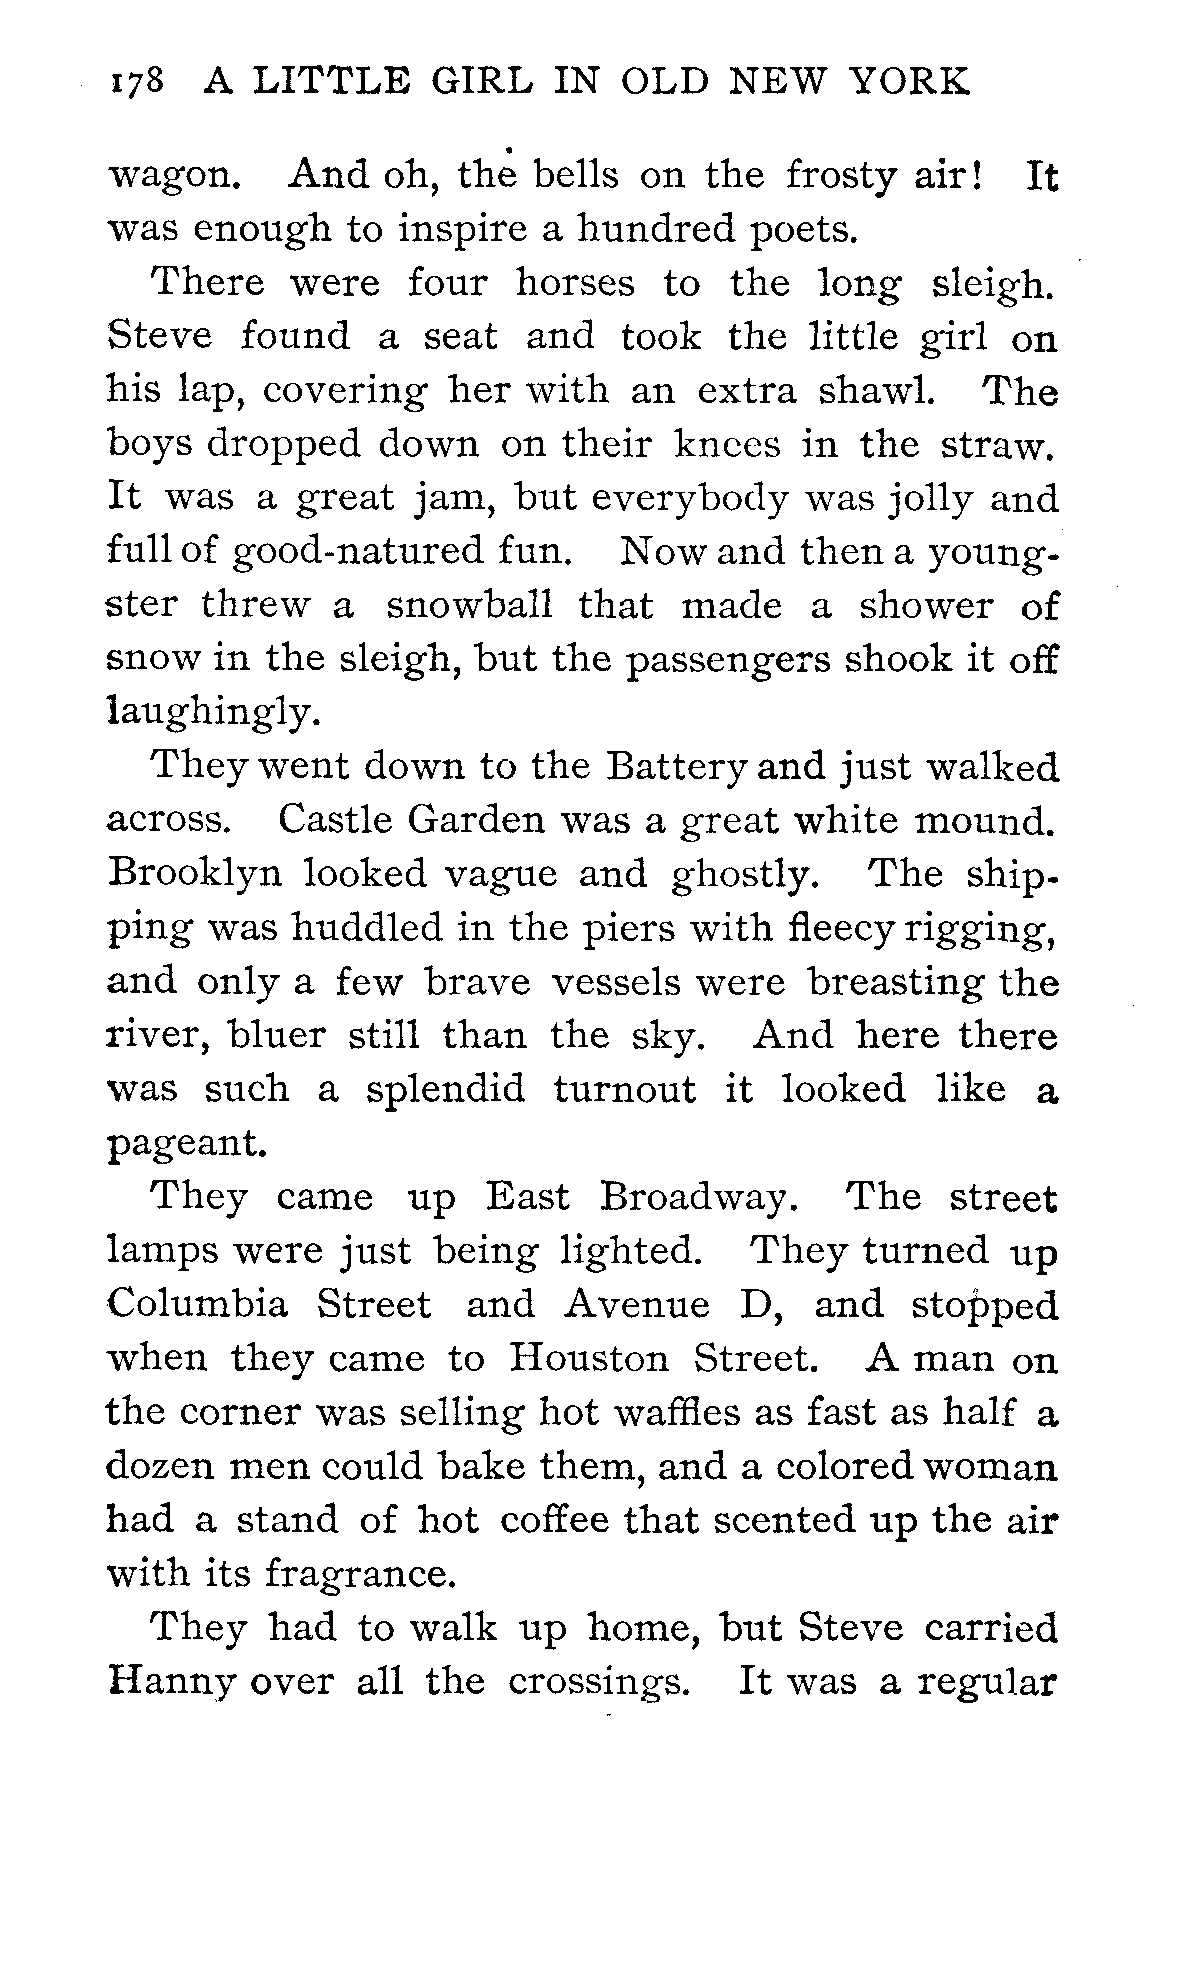 178 A LITTLE GIRL IN OLD NEW YORK
wagon. And oh, the bells on the frosty air! It
was enough to inspire a hundred poets.
There were four horses to the long sleigh.
Steve found a seat and took the little girl on
his lap, covering her with an extra shawl. The
boys dropped down on their knees in the straw.
It was a great jam, but everybody was jolly and
full of good-natured fun. Now and then a young-
ster threw a snowball that made a shower of
snow in the sleigh, but the passengers shook it off
laughingly.
They went down to the Battery and just walked
across. Castle Garden was a great white mound.
Brooklyn looked vague and ghostly. The ship-
ping was huddled in the piers with fleecy rigging,
and only a few brave vessels were breasting the
river, bluer still than the sky. And here there
was such a splendid turnout it looked like a
pageant.
They came up East Broadway. The street
lamps were just being lighted. They turned up
Columbia Street and Avenue D, and stopped
when they came to Houston Street. A man on
the corner was selling hot waffles as fast as half a
dozen men could bake them, and a colored woman
had a stand of hot coffee that scented up the air
with its fragrance.
They had to walk up home, but Steve carried
Hanny over all the crossings. It was a regular